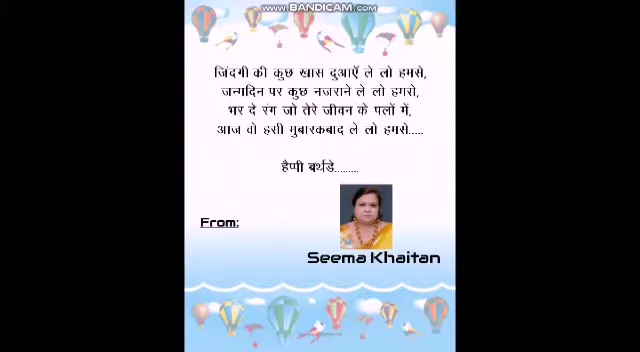 www.BANDICAM.com
जिंदगी की कुछ खास दुआऐं ले लो हमसे,
जन्मदिन पर कुछ नजराने ले लो हमसे,
भर दे रंग जो तेरे जीवन के पलों में,
आज वो हसी मुबारकबाद ले लो हमसे.....
हैप्पी बर्थडे.........
From:
Seema Khaitan